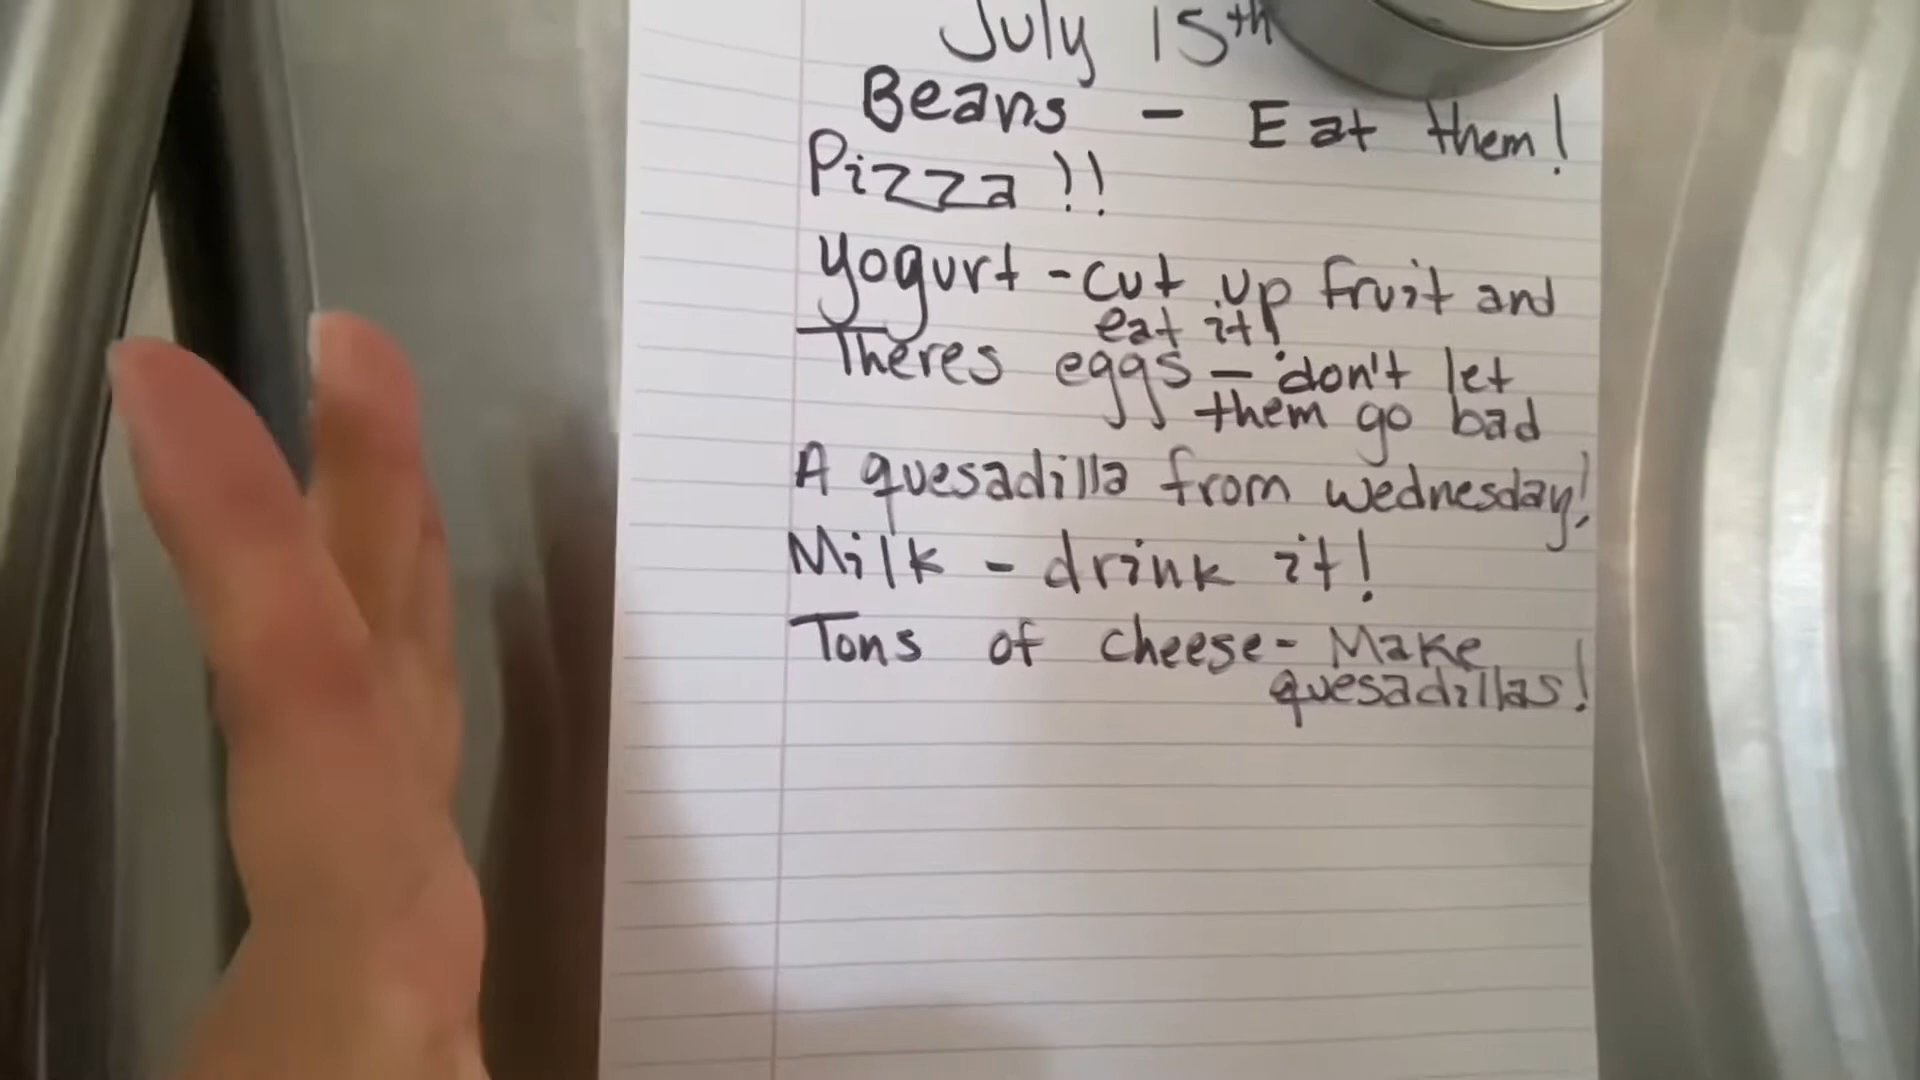 July 15th
Beans - Eat them!
Pizza!!
Yogurt - cut up fruit and
eat it!
Theres eggs - don't let
them go bad
A quesadilla from Wednesday!
Milk - drink it!
Tons of cheese - Make
quesadillas!